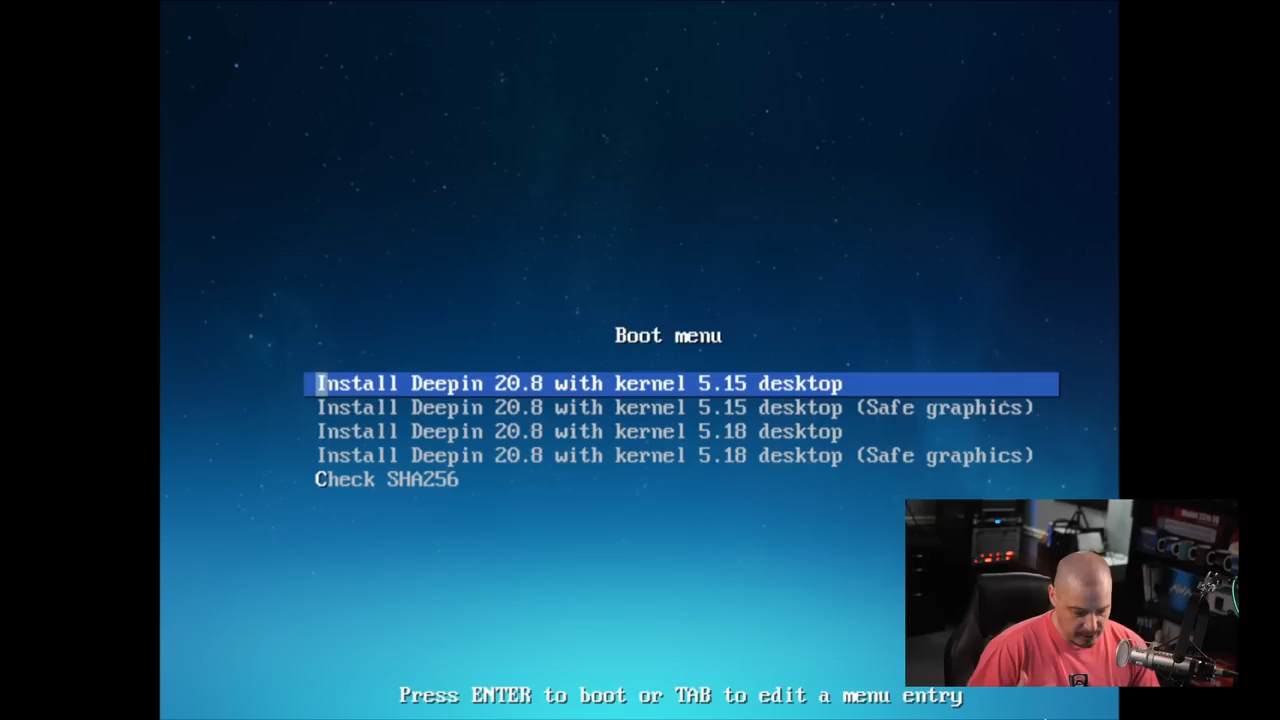 Boot menu
Install Deepin 20.8 with kernel 5.15 desktop
Install Deepin 20.8 with kernel 5.15 desktop (Safe graphics)
Install Deepin 20.8 with kernel 5.18 desktop
Install Deepin 20.8 with kernel 5.18 desktop (Safe graphics)
Check SHA256
Press ENTER to boot or TAB to edit a menu entry